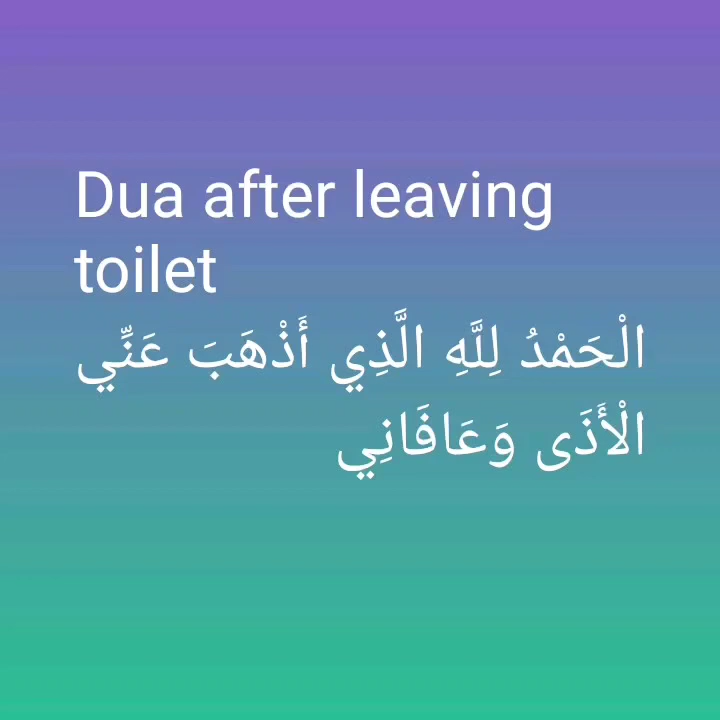 Dua after leaving
toilet
الْحَمْدُ لِلَّهِ الَّذِي أَذْهَبَ عَنِّي
الْأَذَى وَعَافَانِي